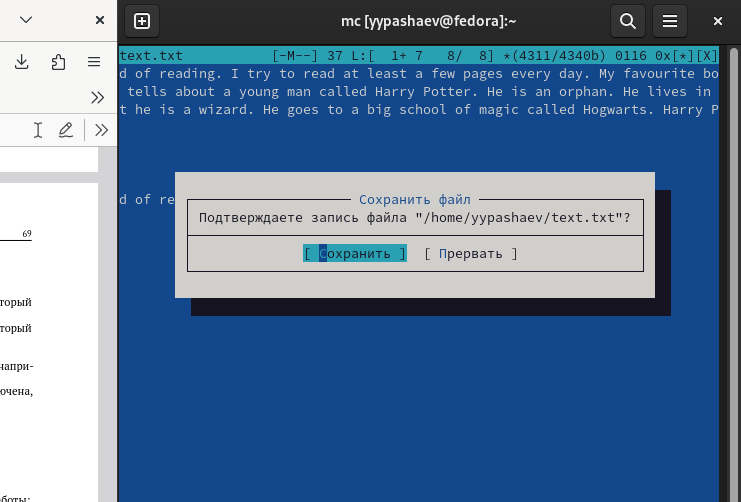 mc [yypashaev@fedora]:~
text.txt [-M--] 37 L:[ 1+ 7 8/ 8] *(4311/4340b) 0116 0x[*][X]
d of reading. I try to read at least a few pages every day. My favourite bo
tells about a young man called Harry Potter. He is an orphan. He lives in
t he is a wizard. He goes to a big school of magic called Hogwarts. Harry P
d of re
Сохранить файл
Подтверждаете запись файла "/home/yypashaev/text.txt"?
[ Сохранить ] [ Прервать ]
69
торый
торый
напри-
ючена,
аботы: